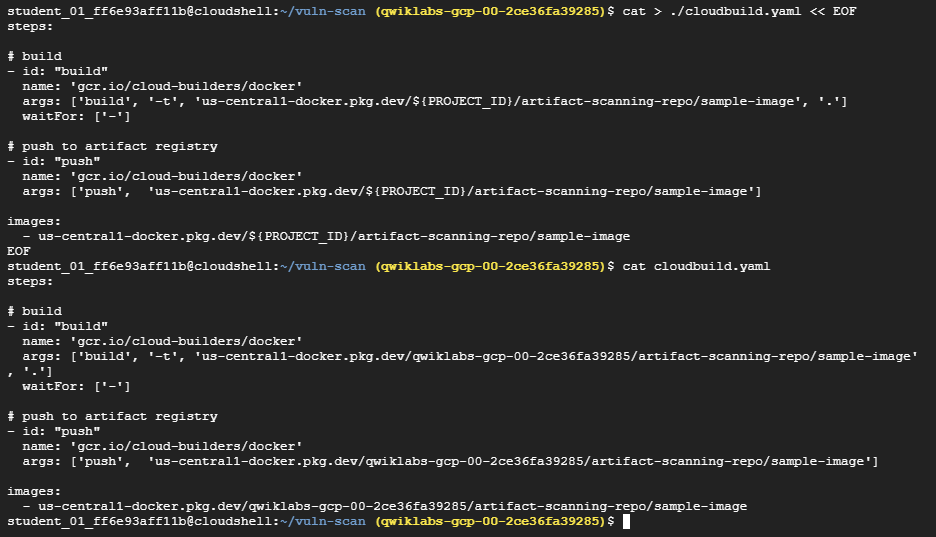 student_01_ff6e93aff11b@cloudshell:~/vuln-scan (qwiklabs-gcp-00-2ce36fa39285)$ cat > ./cloudbuild.yaml << EOF
steps:

# build
- id: "build"
  name: 'gcr.io/cloud-builders/docker'
  args: ['build', '-t', 'us-central1-docker.pkg.dev/${PROJECT_ID}/artifact-scanning-repo/sample-image', '.']
  waitFor: ['-']

# push to artifact registry
- id: "push"
  name: 'gcr.io/cloud-builders/docker'
  args: ['push',  'us-central1-docker.pkg.dev/${PROJECT_ID}/artifact-scanning-repo/sample-image']

images:
  - us-central1-docker.pkg.dev/${PROJECT_ID}/artifact-scanning-repo/sample-image
EOF
student_01_ff6e93aff11b@cloudshell:~/vuln-scan (qwiklabs-gcp-00-2ce36fa39285)$ cat cloudbuild.yaml
steps:

# build
- id: "build"
  name: 'gcr.io/cloud-builders/docker'
  args: ['build', '-t', 'us-central1-docker.pkg.dev/qwiklabs-gcp-00-2ce36fa39285/artifact-scanning-repo/sample-image'
, '.']
  waitFor: ['-']

# push to artifact registry
- id: "push"
  name: 'gcr.io/cloud-builders/docker'
  args: ['push',  'us-central1-docker.pkg.dev/qwiklabs-gcp-00-2ce36fa39285/artifact-scanning-repo/sample-image']

images:
  - us-central1-docker.pkg.dev/qwiklabs-gcp-00-2ce36fa39285/artifact-scanning-repo/sample-image
student_01_ff6e93aff11b@cloudshell:~/vuln-scan (qwiklabs-gcp-00-2ce36fa39285)$